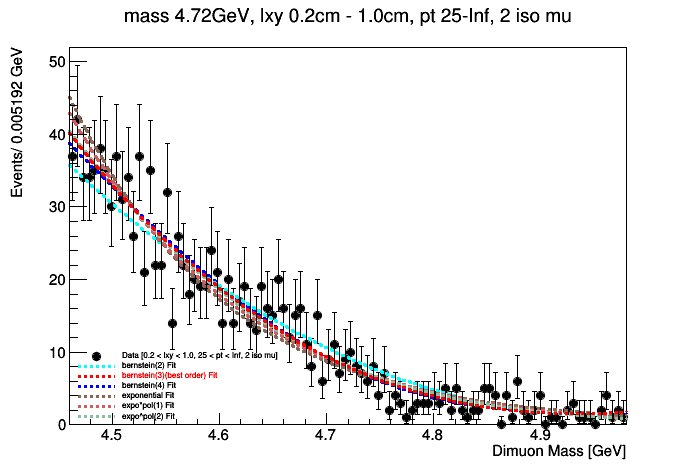 mass 4.72GeV, lxy 0.2cm - 1.0cm, pt 25-Inf, 2 iso mu
Events/ 0.005192 GeV
50
40
30
20
10
0
Data [0.2 < lxy < 1.0, 25 < pt < Inf, 2 iso mu]
bernstein(2) Fit
bernstein(3)(best order) Fit
bernstein(4) Fit
exponential Fit
expo*pol(1) Fit
expo*pol(2) Fit
4.5 4.6 4.7 4.8 4.9
Dimuon Mass [GeV]